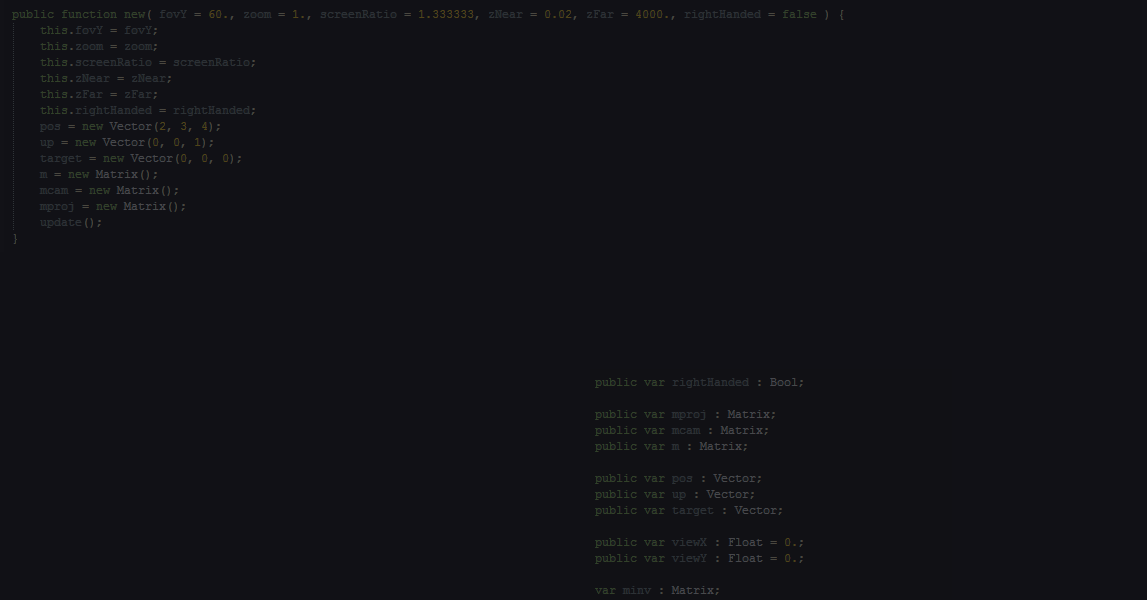 public function new( fovY = 60., zoom = 1., screenRatio = 1.333333, zNear = 0.02, zFar = 4000., rightHanded = false ) {
this.fovY = fovY;
this.zoom = zoom;
this.screenRatio = screenRatio;
this.zNear = zNear;
this.zFar = zFar;
this.rightHanded = rightHanded;
pos = new Vector(2, 3, 4);
up = new Vector(0, 0, 1);
target = new Vector(0, 0, 0);
m = new Matrix();
mcam = new Matrix();
mproj = new Matrix();
update();
}
public var rightHanded : Bool;
public var mproj : Matrix;
public var mcam : Matrix;
public var m : Matrix;
public var pos : Vector;
public var up : Vector;
public var target : Vector;
public var viewX : Float = 0.;
public var viewY : Float = 0.;
var minv : Matrix;